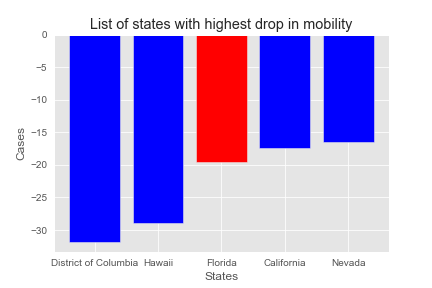 List of states with highest drop in mobility
0
−5
−10
−15
−20
−25
−30
Cases
District of Columbia Hawaii Florida California Nevada
States